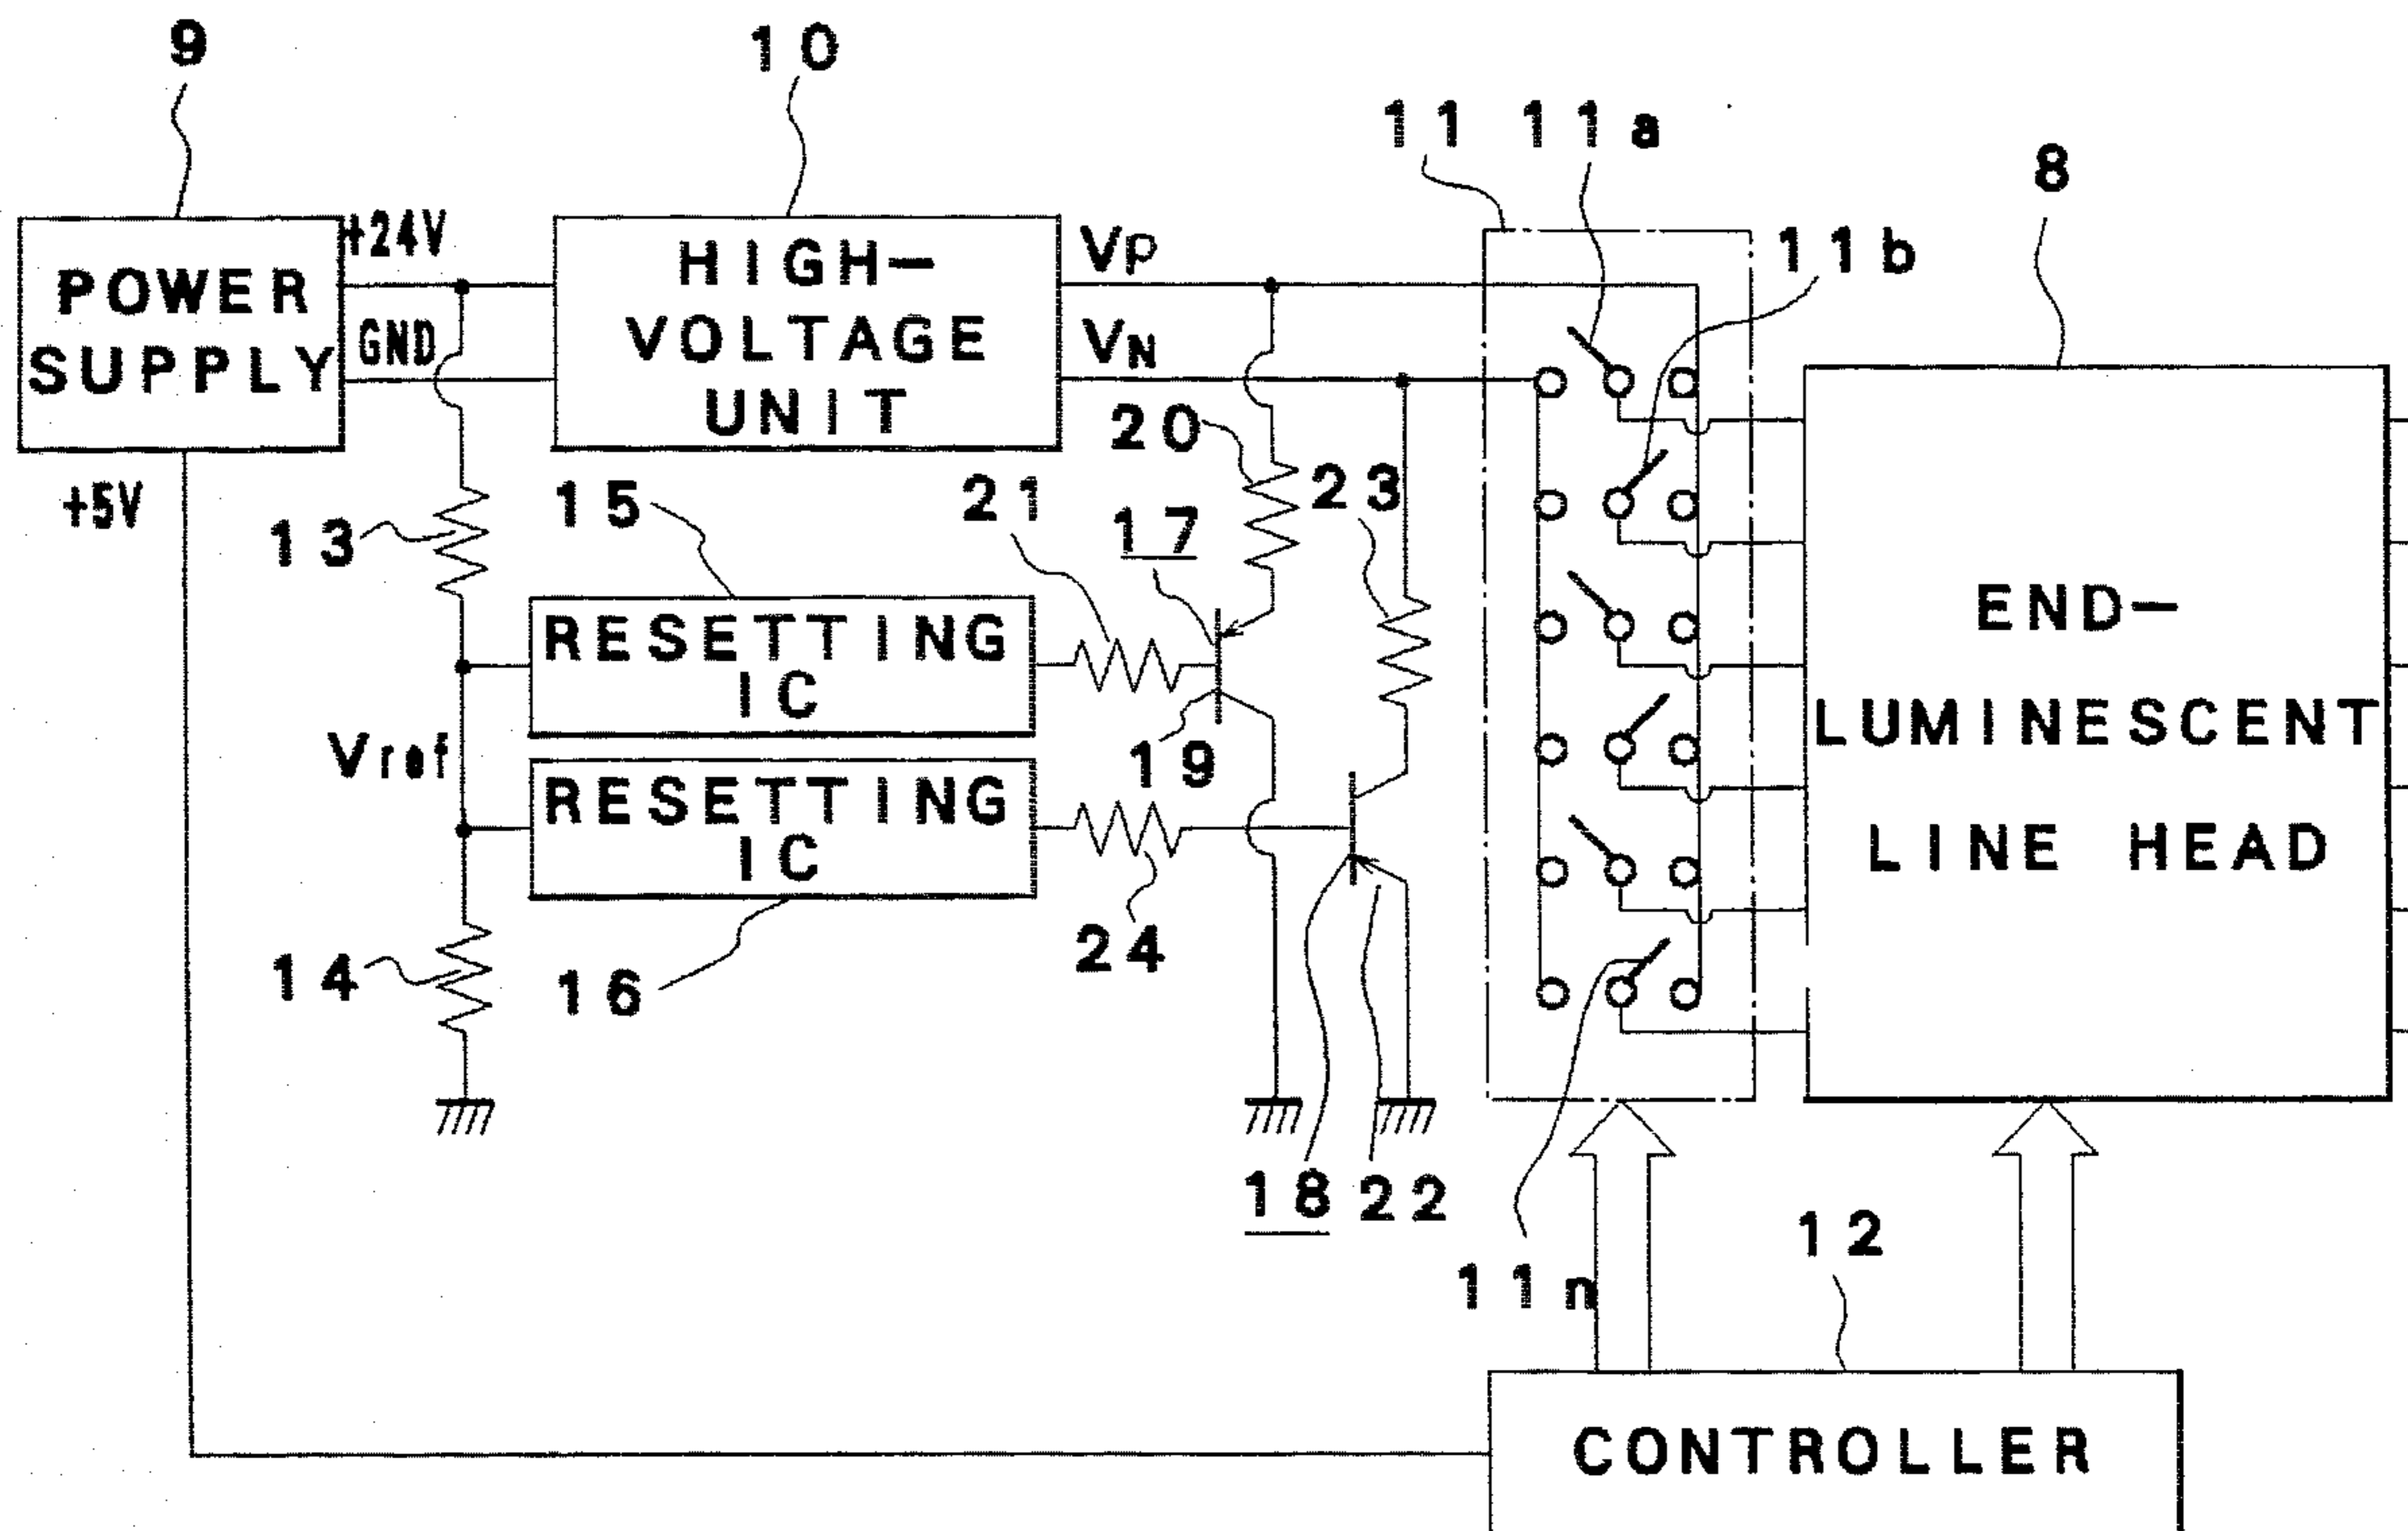 9
10
11 11a
8
11b
+24V
GND
+5V
POWER
SUPPLY
HIGH-
VOLTAGE
UNIT
VP
VN
20
21
23
17
13
15
RESETTING
IC
Vref
19
RESETTING
IC
24
14
16
18 22
11n
12
END-
LUMINESCENT
LINE HEAD
CONTROLLER